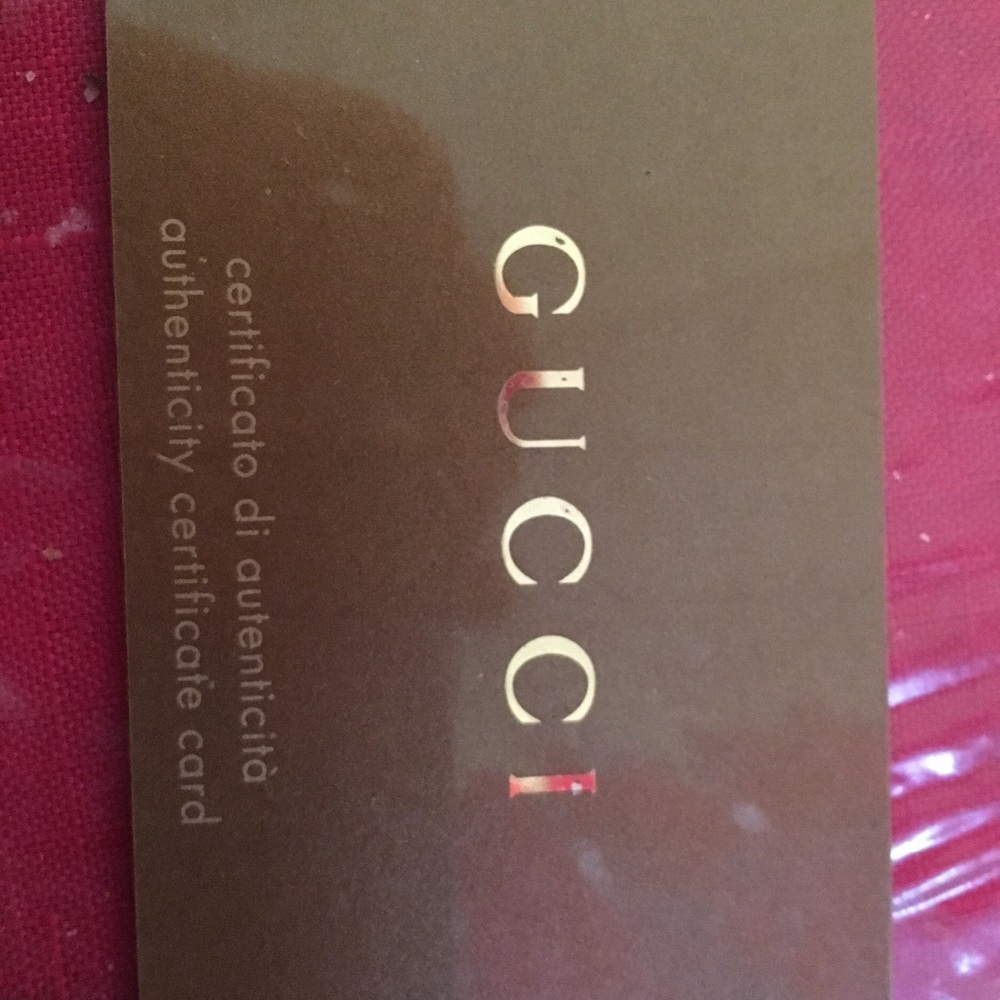 GUCCI
certificato di autenticità
authenticity certificate card